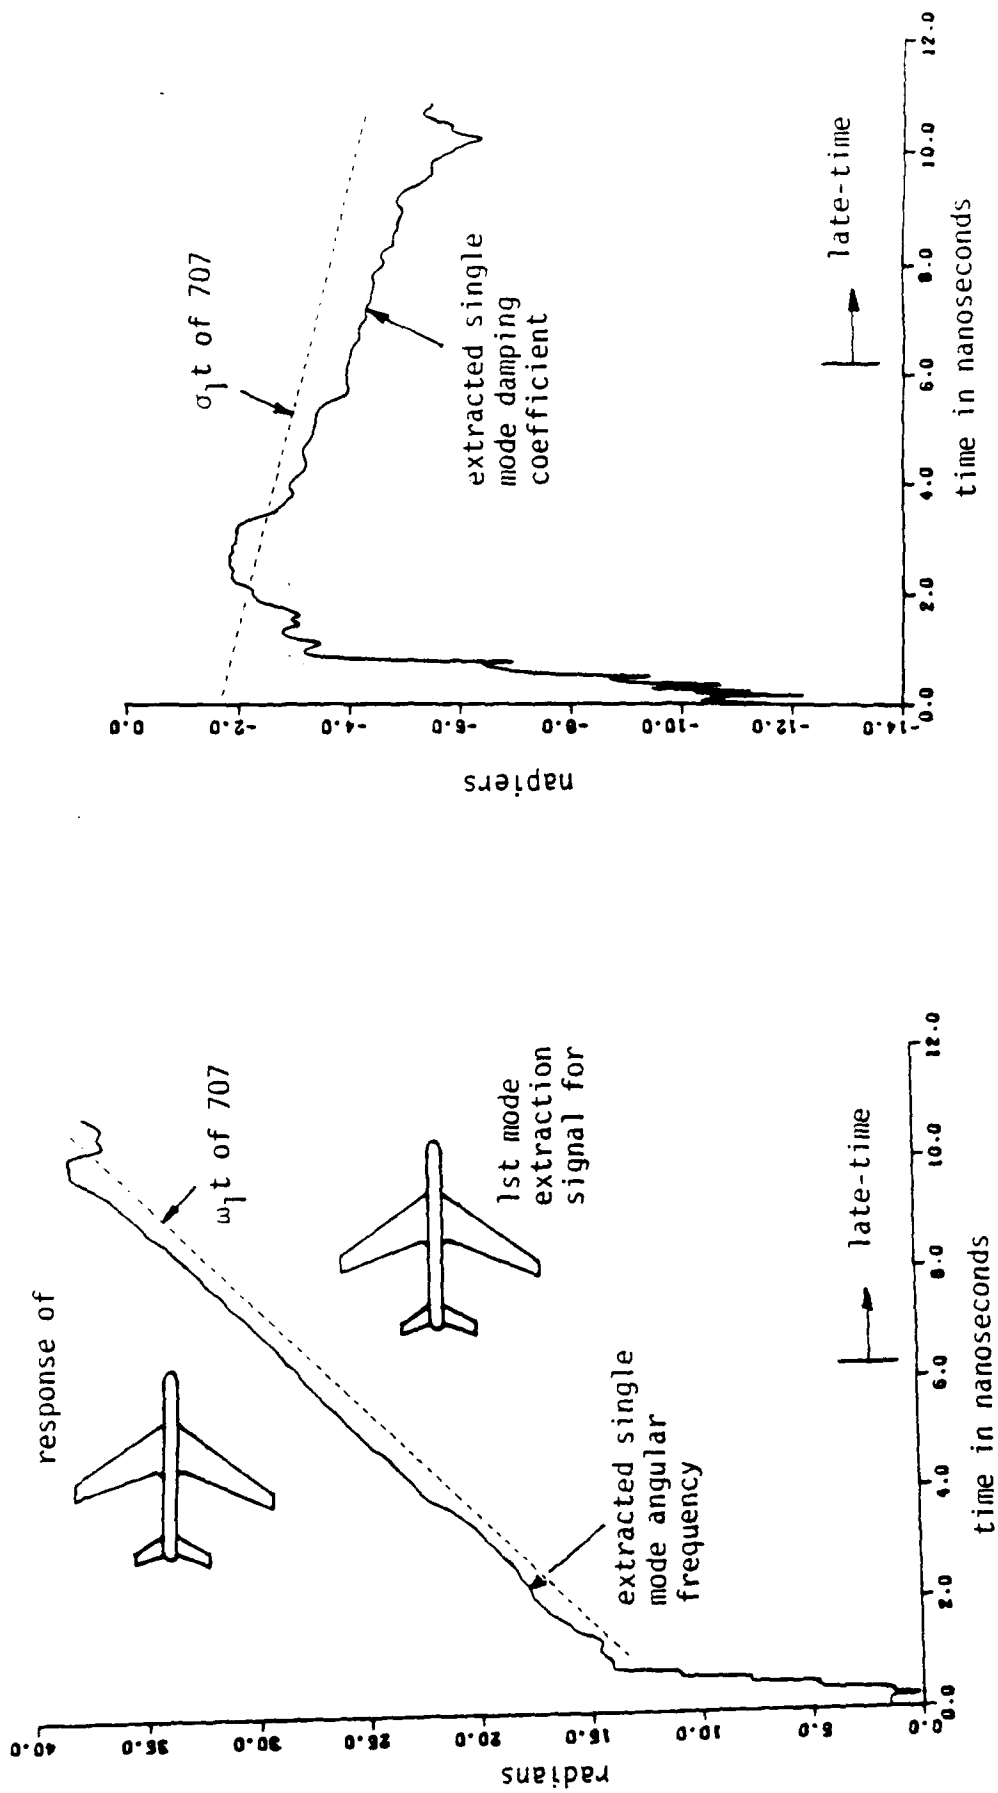 response of
ω₁t of 707
1st mode
extraction
signal for
extracted single
mode angular
frequency
late-time
radians
40.0
35.0
30.0
25.0
20.0
15.0
10.0
5.0
0.0
0.0 2.0 4.0 6.0 8.0 10.0 12.0
time in nanoseconds
σ₁t of 707
extracted single
mode damping
coefficient
late-time
napiers
0.0
-2.0
-4.0
-6.0
-8.0
-10.0
-12.0
-14.0
0.0 2.0 4.0 6.0 8.0 10.0 12.0
time in nanoseconds